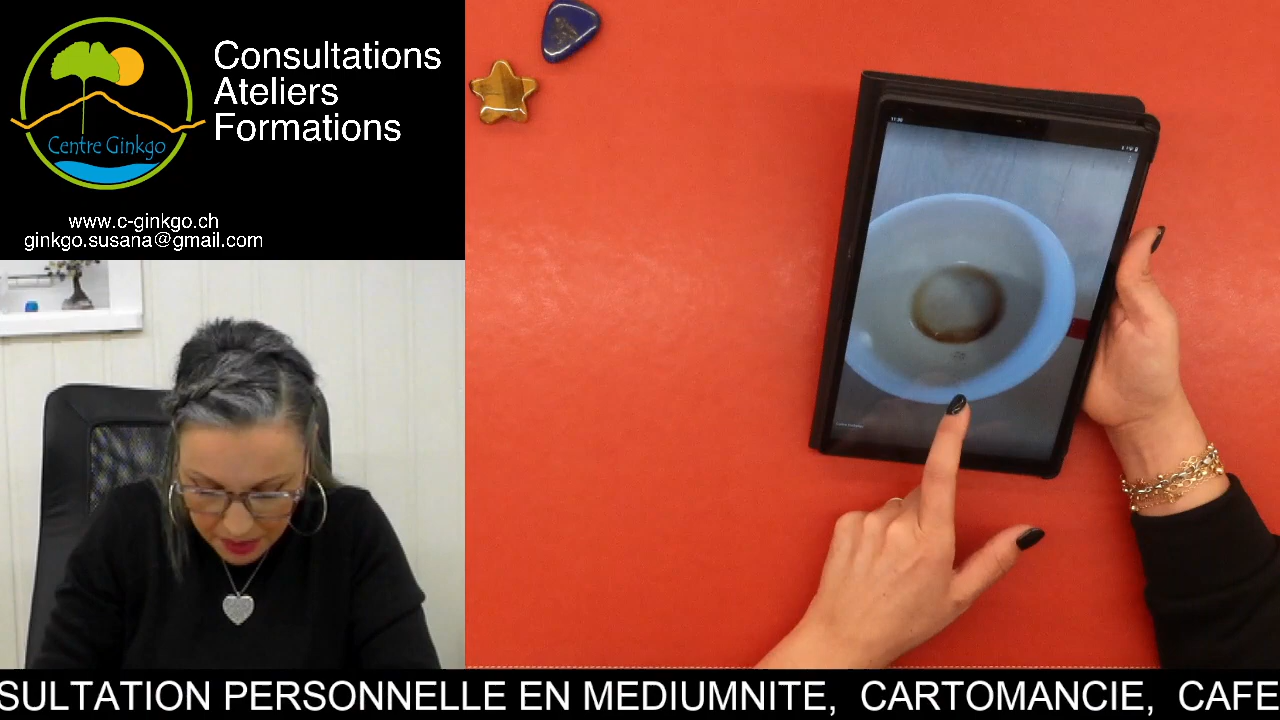 Consultations
Ateliers
Formations
Centre Ginkgo
www.c-ginkgo.ch
ginkgo.susana@gmail.com
SULTATION PERSONNELLE EN MEDIUMNITE, CARTOMANCIE, CAFE